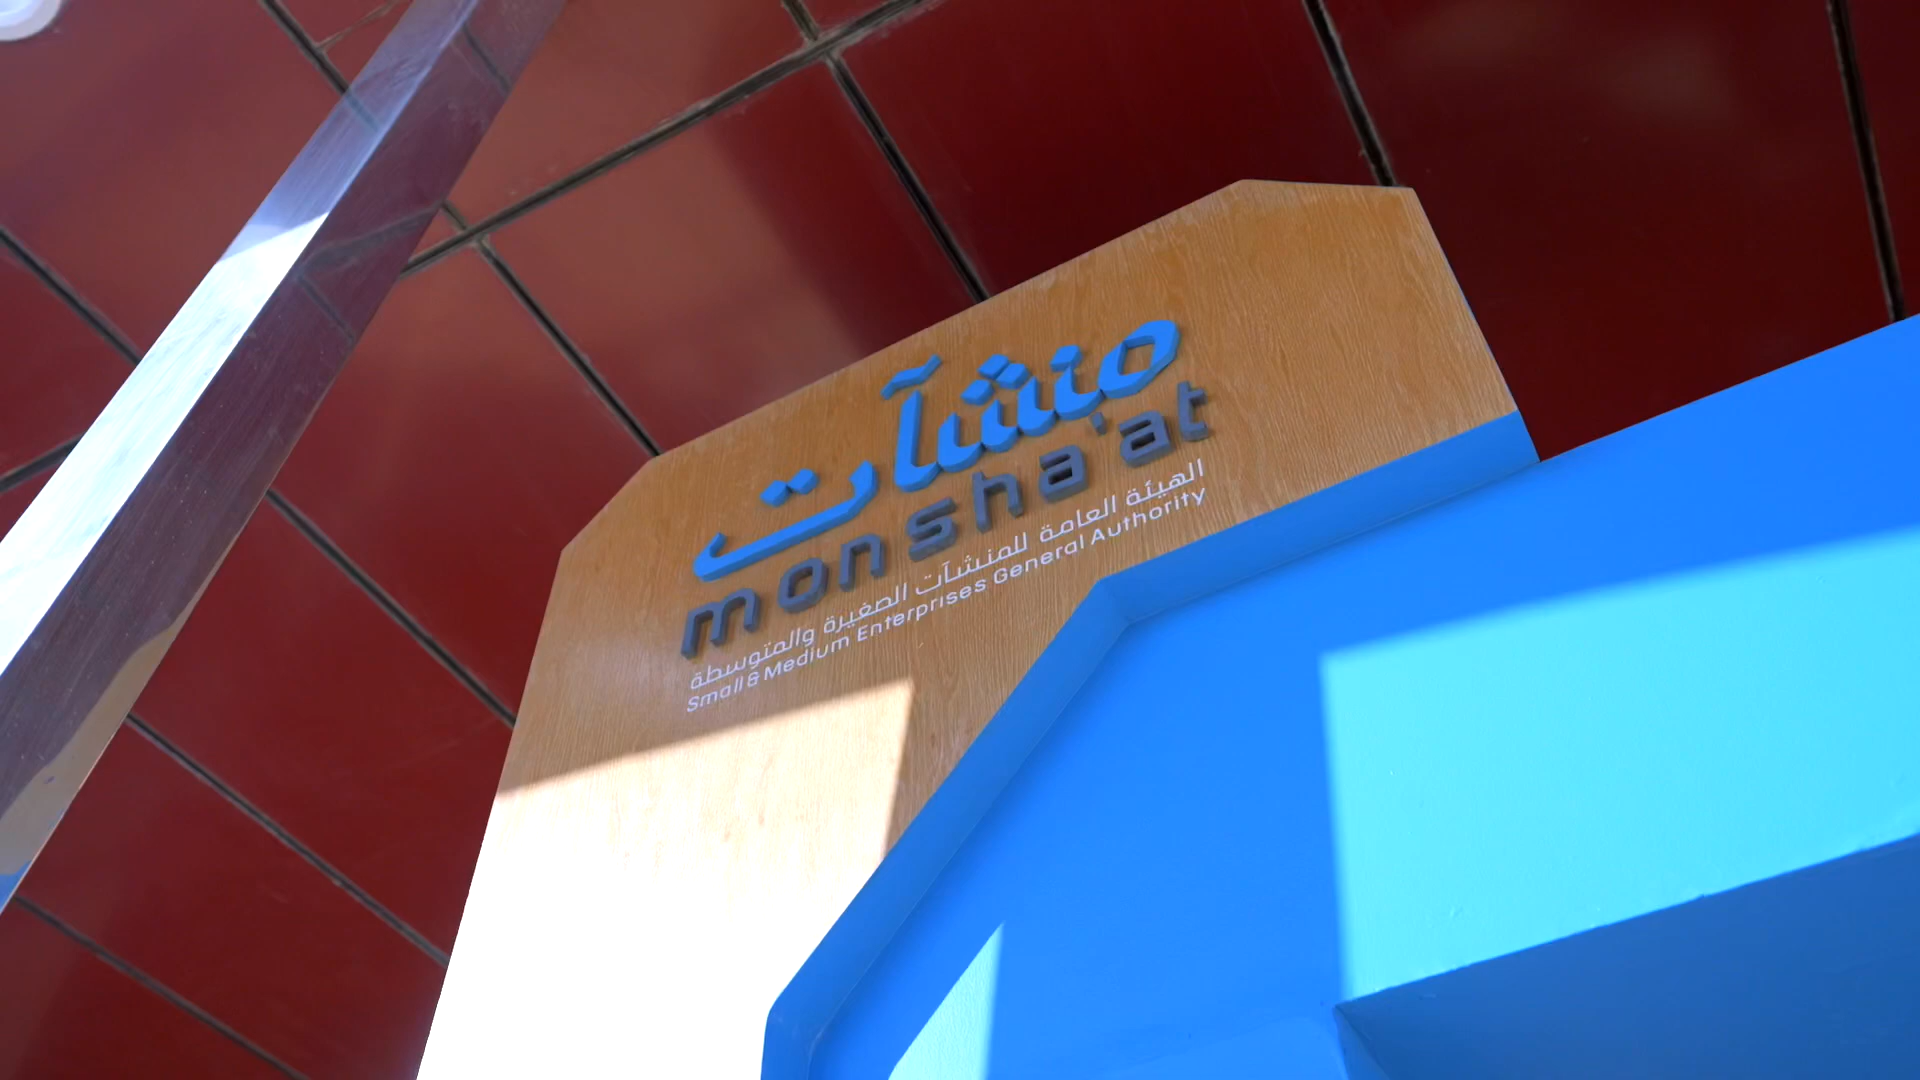 منشآت
monsha'at
الهيئة العامة للمنشآت الصغيرة والمتوسطة
Small & Medium Enterprises General Authority